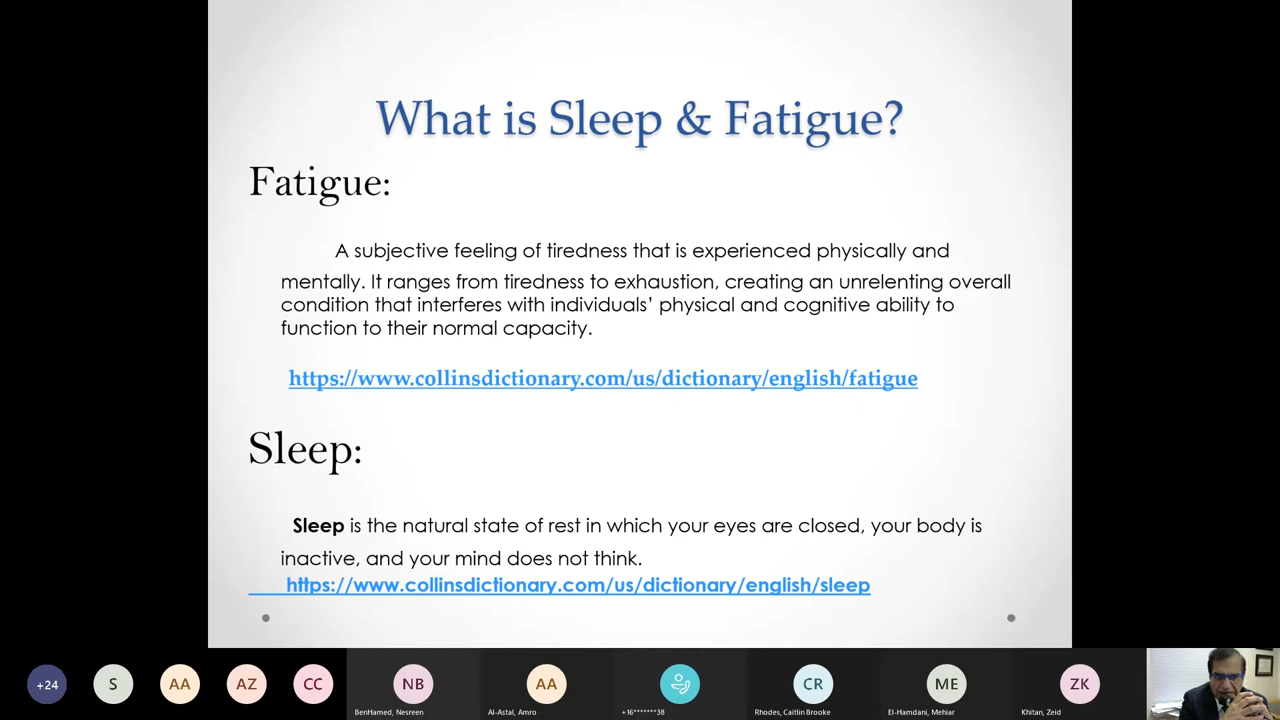 What is Sleep & Fatigue?
Fatigue:
A subjective feeling of tiredness that is experienced physically and
mentally. It ranges from tiredness to exhaustion, creating an unrelenting overall
condition that interferes with individuals’ physical and cognitive ability to
function to their normal capacity.
https://www.collinsdictionary.com/us/dictionary/english/fatigue
Sleep:
Sleep is the natural state of rest in which your eyes are closed, your body is
inactive, and your mind does not think.
https://www.collinsdictionary.com/us/dictionary/english/sleep
+24 S AA AZ CC NB AA CR ME ZK
BenHamed, Nesreen Al-Astal, Amro +16*******38 Rhodes, Caitlin Brooke El-Hamdani, Mehiar Khitan, Zeid